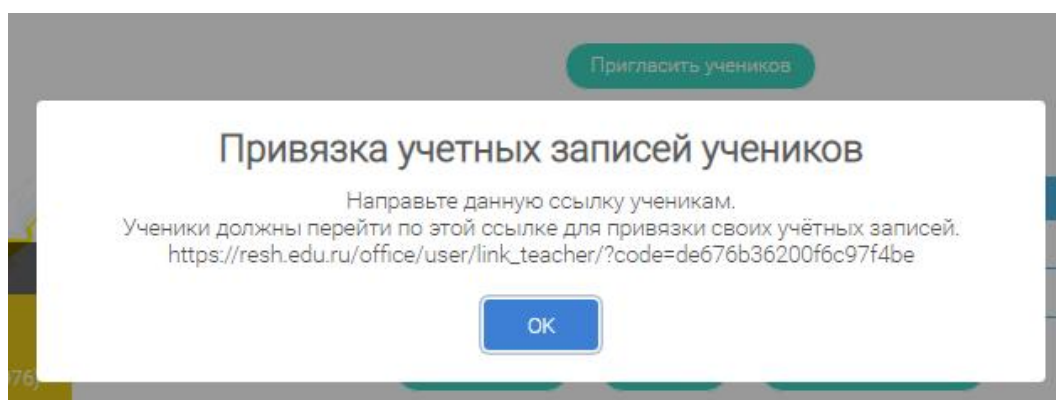 Пригласить учеников
Привязка учетных записей учеников
Направьте данную ссылку ученикам.
Ученики должны перейти по этой ссылке для привязки своих учётных записей.
https://resh.edu.ru/office/user/link_teacher/?code=de676b36200f6c97f4be
OK
76)